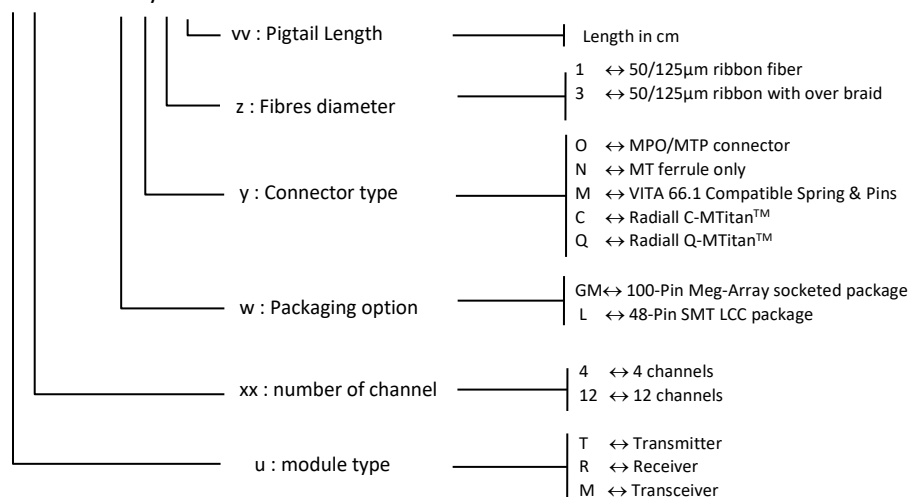 vv : Pigtail Length
Length in cm
z : Fibres diameter
1 ↔ 50/125µm ribbon fiber
3 ↔ 50/125µm ribbon with over braid
y : Connector type
O ↔ MPO/MTP connector
N ↔ MT ferrule only
M ↔ VITA 66.1 Compatible Spring & Pins
C ↔ Radiall C-MTitan™
Q ↔ Radiall Q-MTitan™
w : Packaging option
GM↔ 100-Pin Meg-Array socketed package
L ↔ 48-Pin SMT LCC package
xx : number of channel
4 ↔ 4 channels
12 ↔ 12 channels
u : module type
T ↔ Transmitter
R ↔ Receiver
M ↔ Transceiver